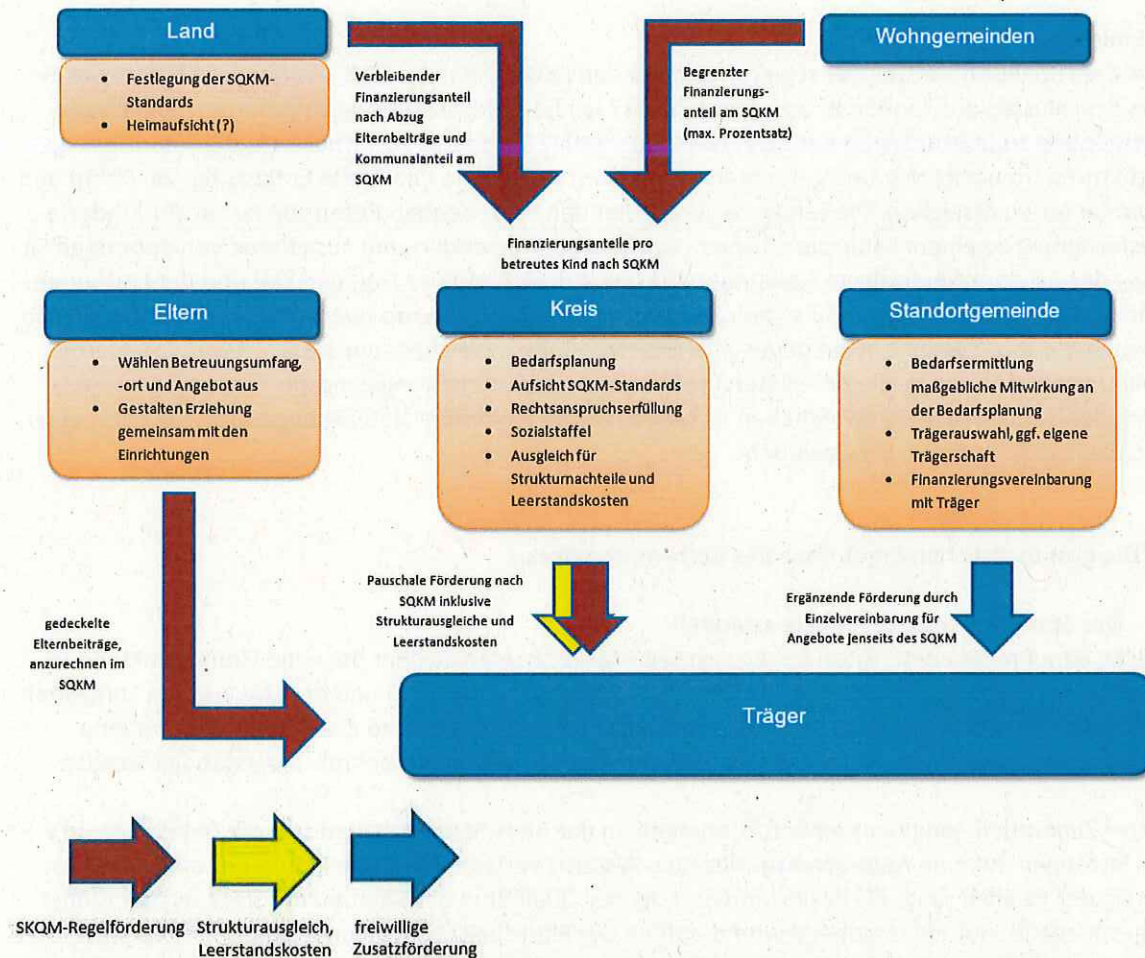 Land
Festlegung der SQKM-
Standards
Heimaufsicht (?)
Verbleibender
Finanzierungsanteil
nach Abzug
Elternbeiträge und
Kommunalanteil am
SQKM
Begrenzter
Finanzierungs-
anteil am SQKM
(max. Prozentsatz)
Wohngemeinden
Finanzierungsanteile pro
betreutes Kind nach SQKM
Eltern
Wählen Betreuungsumfang,
-ort und Angebot aus
Gestalten Erziehung
gemeinsam mit den
Einrichtungen
Kreis
Bedarfsplanung
Aufsicht SQKM-Standards
Rechtsanspruchserfüllung
Sozialstaffel
Ausgleich für
Strukturnachteile und
Leerstandskosten
Standortgemeinde
Bedarfsermittlung
maßgebliche Mitwirkung an
der Bedarfsplanung
Trägerauswahl, ggf. eigene
Trägerschaft
Finanzierungsvereinbarung
mit Träger
gedeckelte
Elternbeiträge,
anzurechnen im
SQKM
Pauschale Förderung nach
SQKM inklusive
Strukturausgleiche und
Leerstandskosten
Ergänzende Förderung durch
Einzelvereinbarung für
Angebote jenseits des SQKM
Träger
SKQM-Regelförderung
Strukturausgleich,
Leerstandskosten
freiwillige
Zusatzförderung